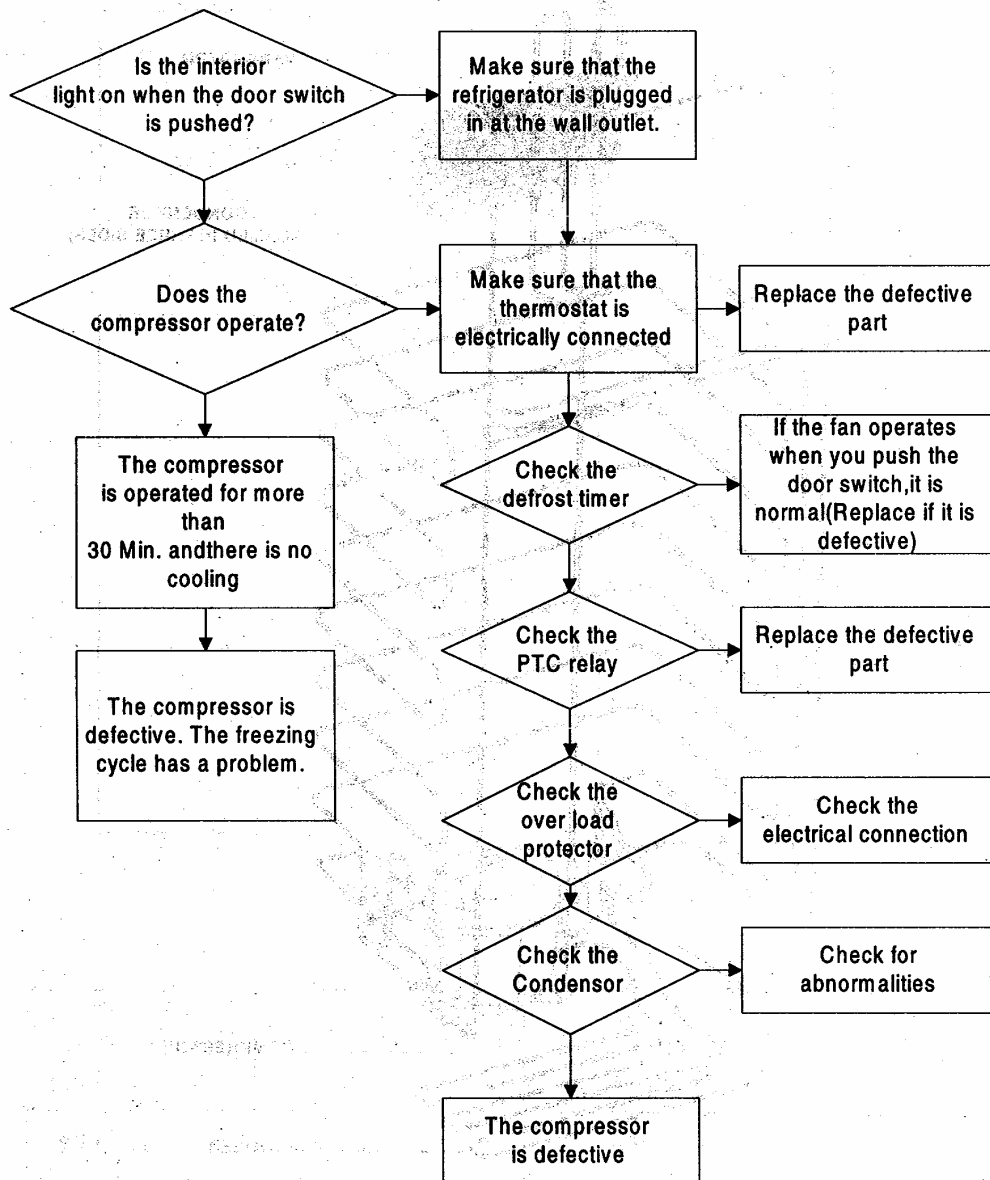 Is the interior
light on when the door switch
is pushed?
Make sure that the
refrigerator is plugged
in at the wall outlet.
Does the
compressor operate?
Make sure that the
thermostat is
electrically connected
Replace the defective
part
The compressor
is operated for more
than
30 Min. andthere is no
cooling
Check the
defrost timer
If the fan operates
when you push the
door switch,it is
normal(Replace if it is
defective)
The compressor is
defective. The freezing
cycle has a problem.
Check the
PTC relay
Replace the defective
part
Check the
over load
protector
Check the
electrical connection
Check the
Condensor
Check for
abnormalities
The compressor
is defective